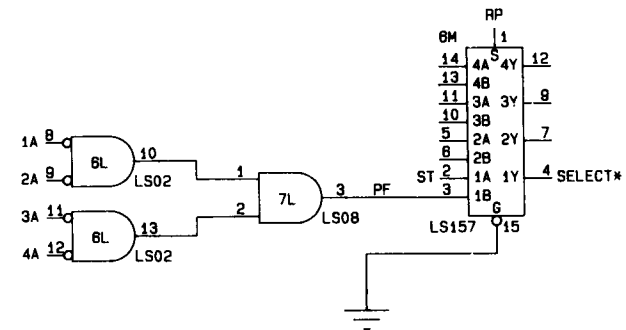 RP
6M 1
S
14 4A 4Y 12
13 4B
11 3A 3Y 9
10 3B
5 2A 2Y 7
6 2B
ST 2 1A 1Y 4 SELECT*
3 1B
G
LS157 15
1A 8
2A 9
6L 10
LS02
3A 11
4A 12
6L 13
LS02
1
2
7L 3 PF
LS08